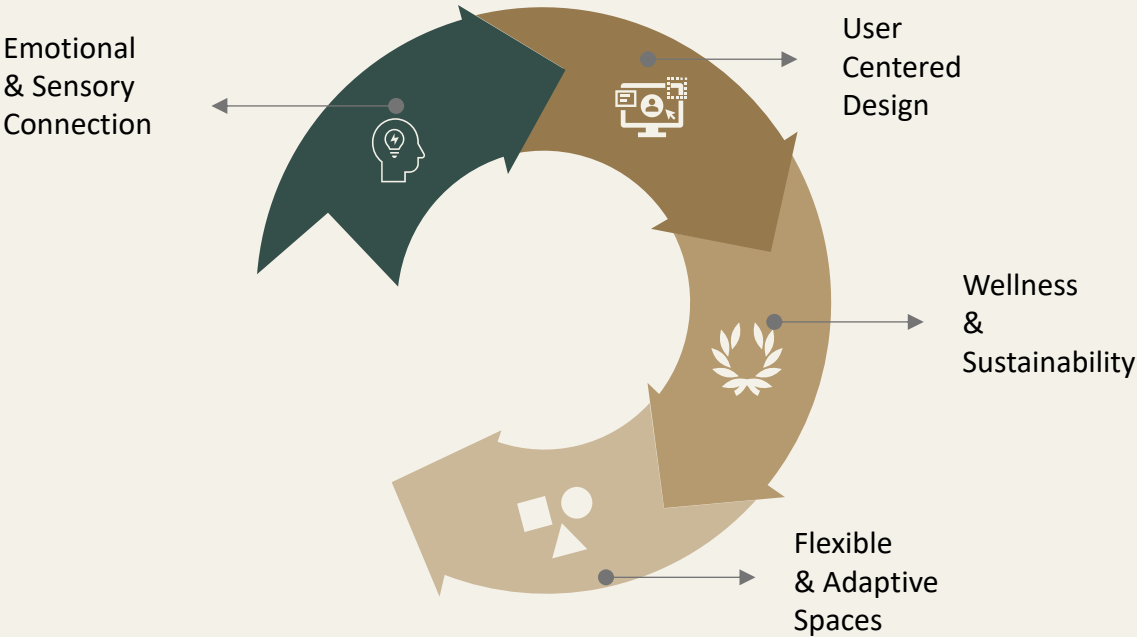 Emotional
& Sensory
Connection
User
Centered
Design
Wellness
&
Sustainability
Flexible
& Adaptive
Spaces